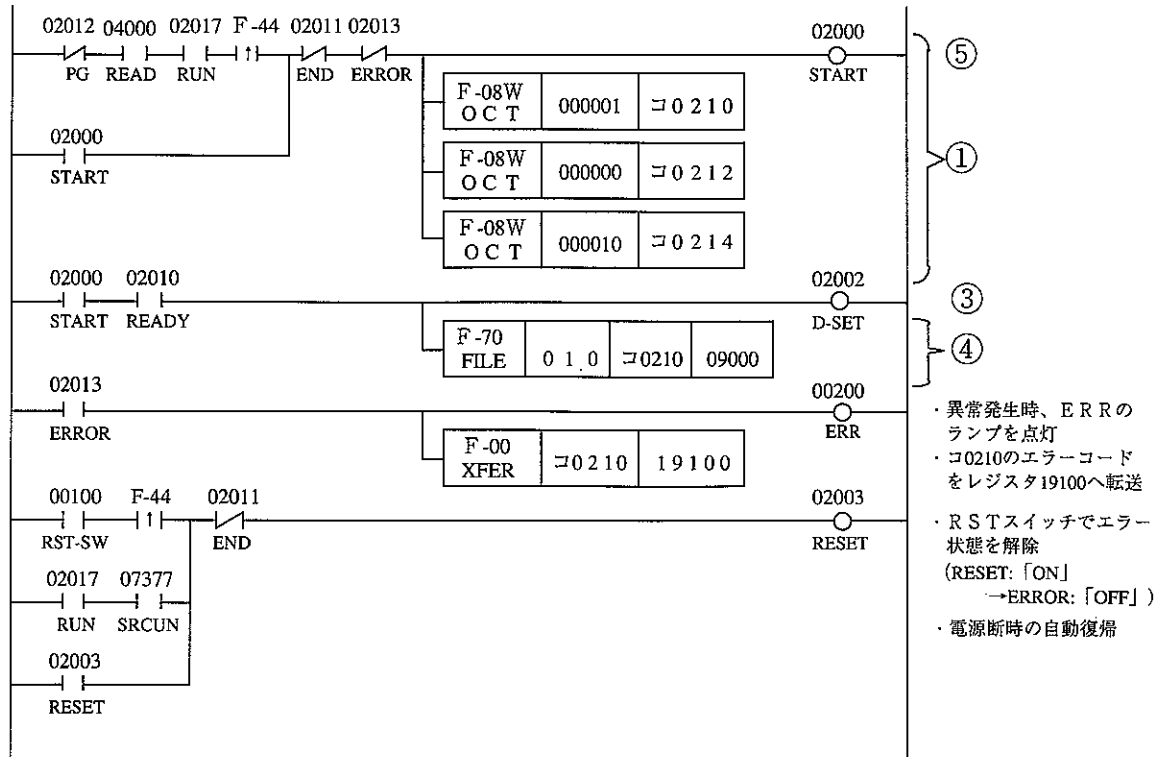 02012 04000 02017 F-44 02011 02013 02000
PG READ RUN ↑ END ERROR START ⑤
F-08W
OCT 000001 コ0210
02000
START
F-08W
OCT 000000 コ0212
①
F-08W
OCT 000010 コ0214
02000 02010 02002
START READY D-SET ③
F-70
FILE 01.0 コ0210 09000
④
02013 00200
ERROR ERR
F-00
XFER コ0210 19100
・異常発生時、ERRの
ランプを点灯
・コ0210のエラーコード
をレジスタ19100へ転送
00100 F-44 02011 02003
RST-SW ↑ END RESET
02017 07377
RUN SRCUN
02003
RESET
・RSTスイッチでエラー
状態を解除
(RESET:「ON」
→ERROR:「OFF」)
・電源断時の自動復帰